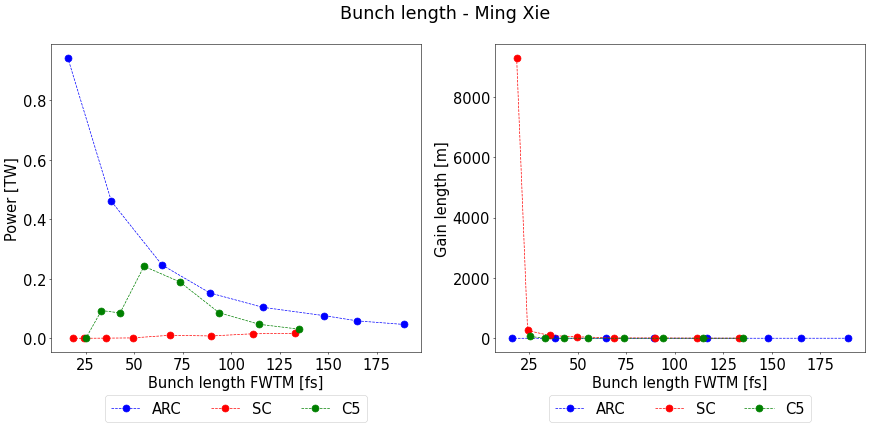 Bunch length - Ming Xie
Power [TW]
0.8
0.6
0.4
0.2
0.0
25 50 75 100 125 150 175
Bunch length FWTM [fs]
ARC SC C5
Gain length [m]
8000
6000
4000
2000
0
25 50 75 100 125 150 175
Bunch length FWTM [fs]
ARC SC C5